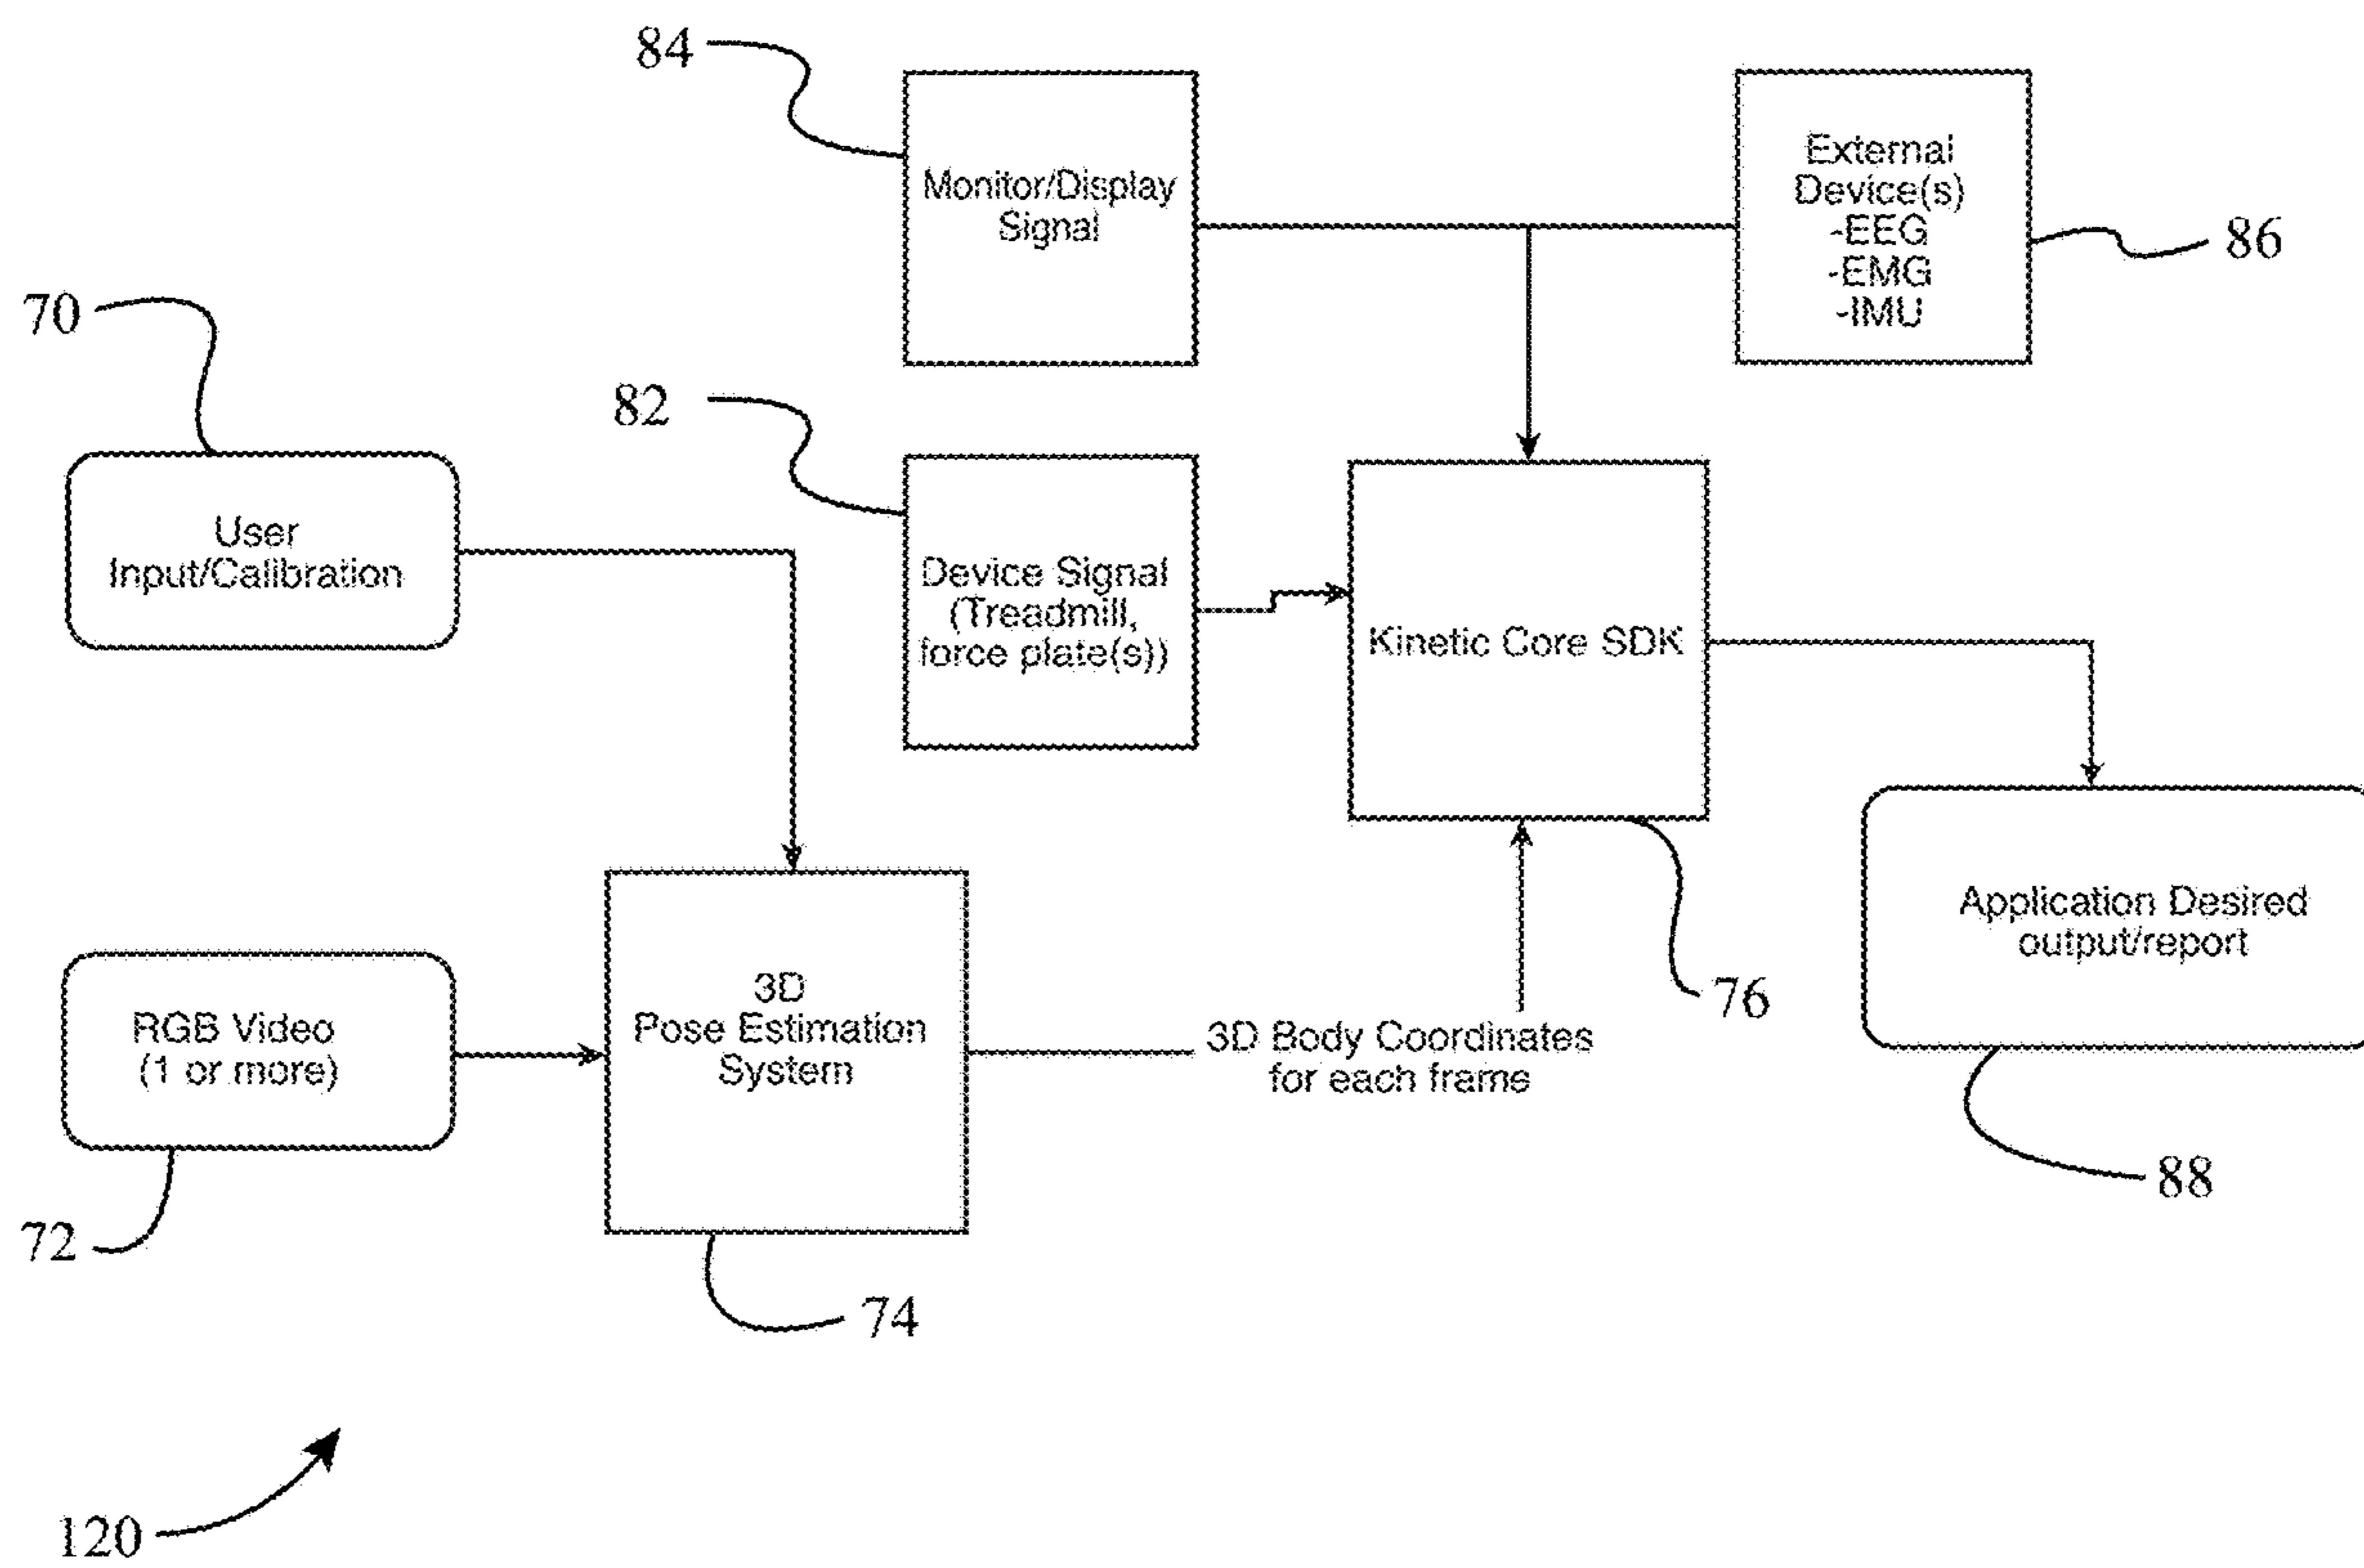 84
Monitor/Display
Signal
External
Device(s)
-EEG
-EMG
-IMU
86
70
User
Input/Calibration
82
Device Signal
(Treadmill,
force plate(s))
Kinetic Core SDK
76
RGB Video
(1 or more)
72
3D
Pose Estimation
System
74
3D Body Coordinates
for each frame
Application Desired
output/report
88
120